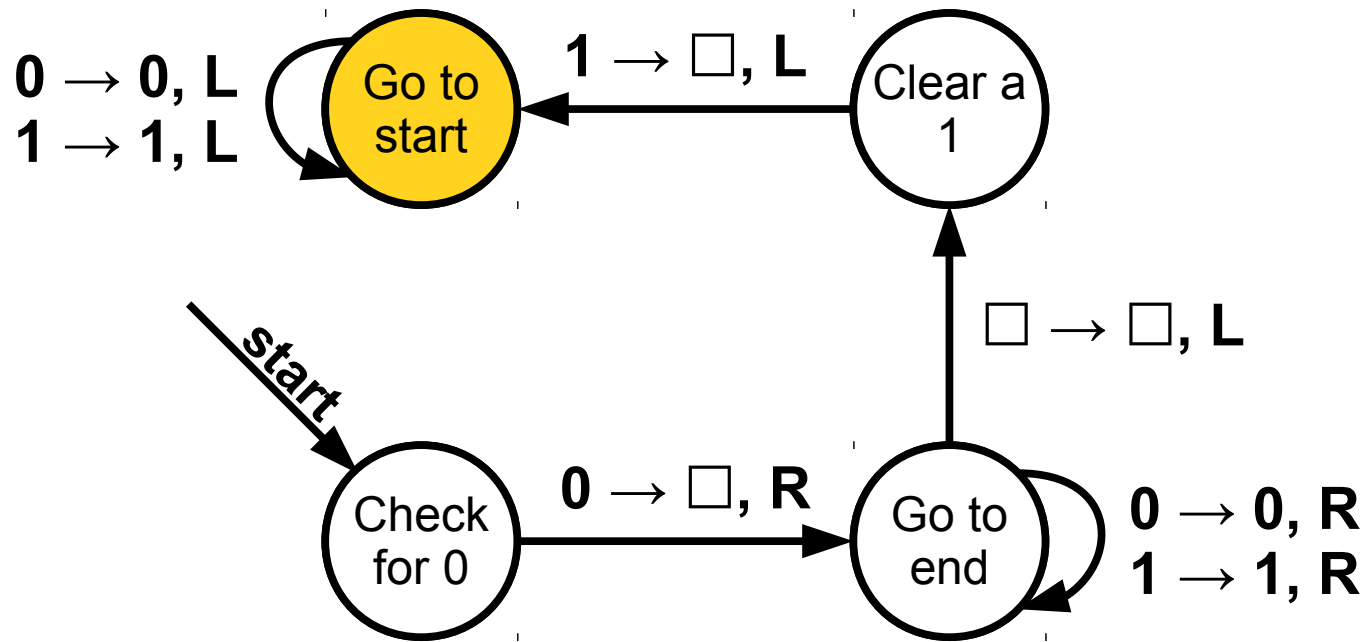 0 → 0, L
1 → 1, L
Go to
start
1 → □, L
Clear a
1
□ → □, L
start
Check
for 0
0 → □, R
Go to
end
0 → 0, R
1 → 1, R